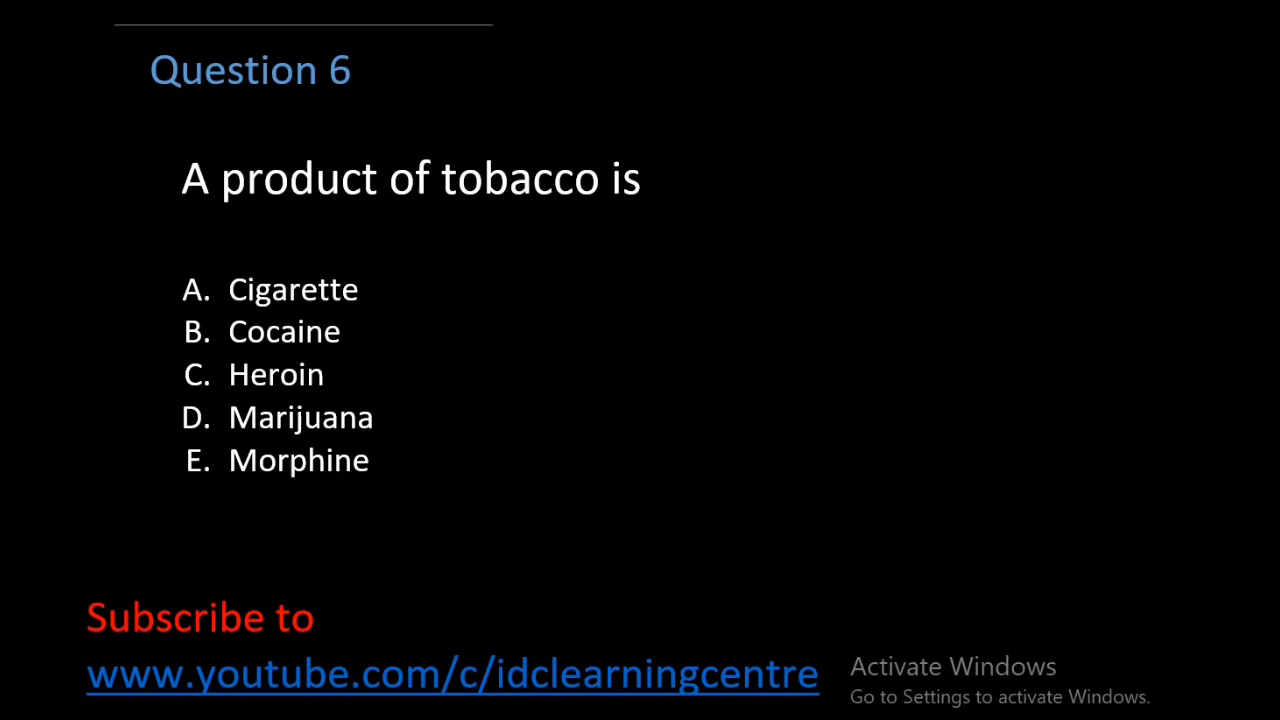 Question 6
A product of tobacco is
A. Cigarette
B. Cocaine
C. Heroin
D. Marijuana
E. Morphine
Subscribe to
www.youtube.com/c/idclearningcentre
Activate Windows
Go to Settings to activate Windows.